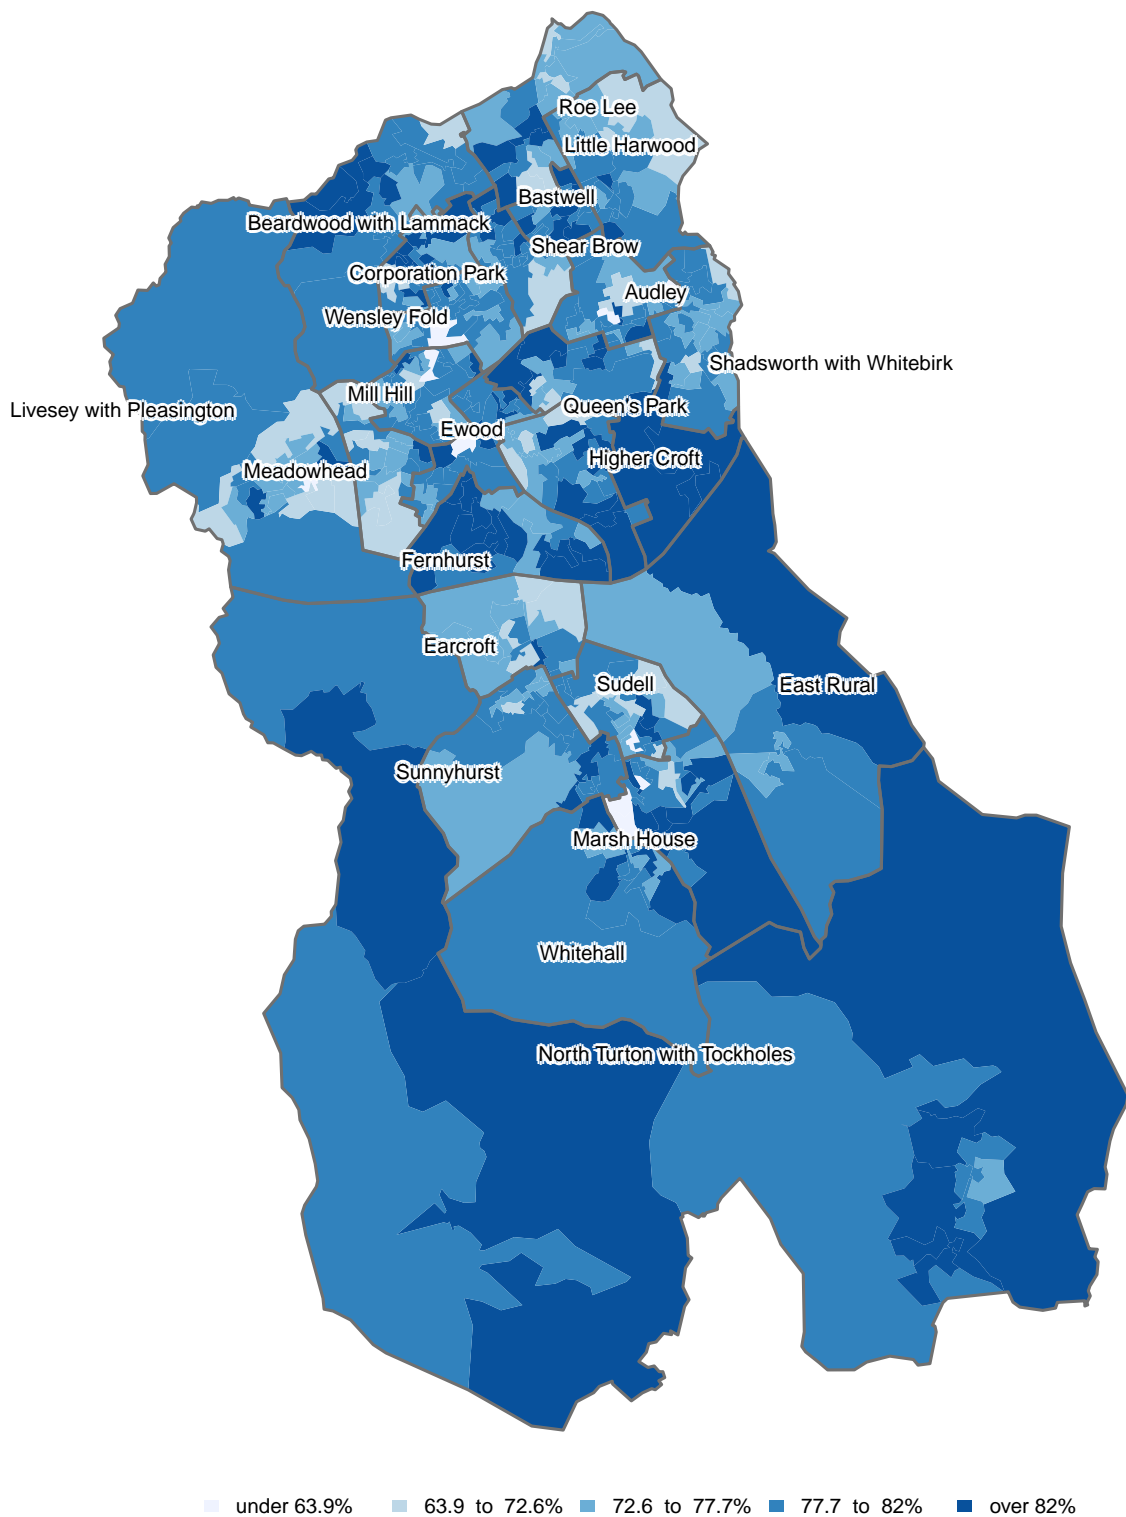 Roe Lee
Little Harwood
Bastwell
Beardwood with Lammack
Shear Brow
Corporation Park
Audley
Wensley Fold
Shadsworth with Whitebirk
Mill Hill
Livesey with Pleasington
Queen's Park
Ewood
Higher Croft
Meadowhead
Fernhurst
Earcroft
Sudell
East Rural
Sunnyhurst
Marsh House
Whitehall
North Turton with Tockholes
under 63.9% 63.9 to 72.6% 72.6 to 77.7% 77.7 to 82% over 82%